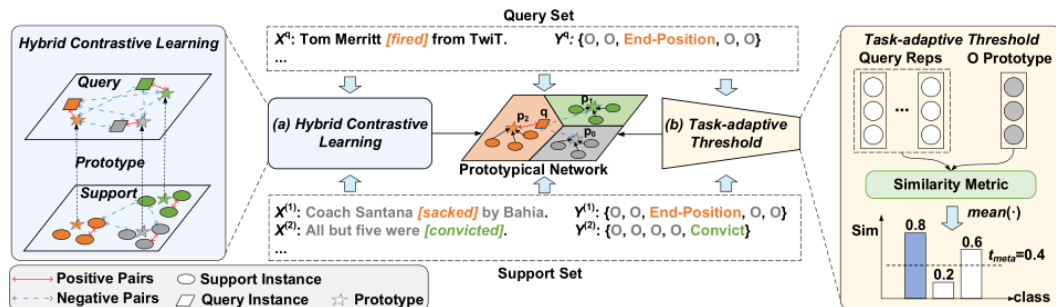 Hybrid Contrastive Learning
Query
Prototype
Support
Positive Pairs
Negative Pairs
Support Instance
Query Instance
Prototype
Query Set
X^q: Tom Merritt [fired] from TwiT. Y^q: {O, O, End-Position, O, O}
...
(a) Hybrid Contrastive
Learning
p₂
q
p₁
p₀
Prototypical Network
(b) Task-adaptive
Threshold
X^(1): Coach Santana [sacked] by Bahia. Y^(1): {O, O, End-Position, O, O}
X^(2): All but five were [convicted]. Y^(2): {O, O, O, O, Convict}
...
Support Set
Task-adaptive Threshold
Query Reps
O Prototype
...
Similarity Metric
mean(·)
Sim
0.8
0.2
0.6
t_meta=0.4
class